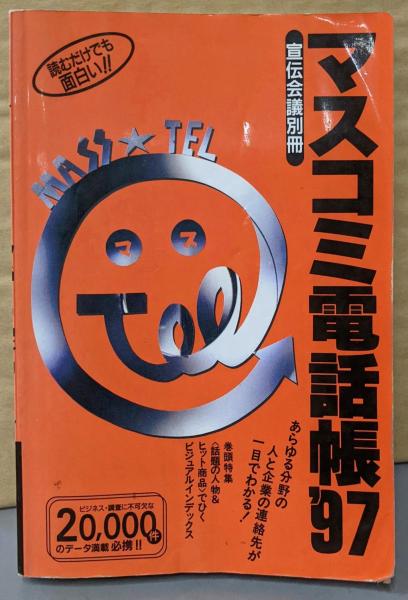 読むだけでも
面白い!!
マスコミ電話帳'97
宣伝会議別冊
MASS★TEL
マス
Tel
あらゆる分野の
人と企業の連絡先が
一目でわかる!
巻頭特集
〈話題の人物&
ヒット商品〉でひく
ビジュアルインデックス
ビジネス・調査に不可欠な
20,000件
のデータ満載 必携!!